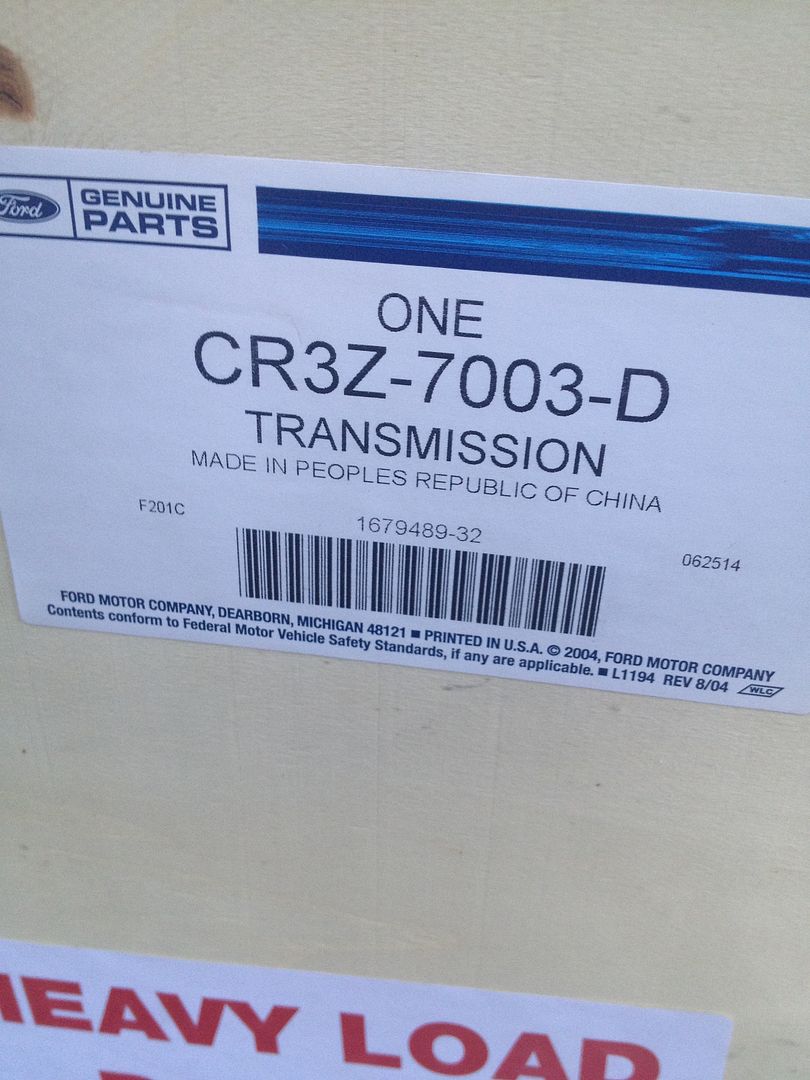 Ford GENUINE
PARTS
ONE
CR3Z-7003-D
TRANSMISSION
MADE IN PEOPLES REPUBLIC OF CHINA
F201C
1679489-32
062514
FORD MOTOR COMPANY, DEARBORN, MICHIGAN 48121 ■ PRINTED IN U.S.A. © 2004, FORD MOTOR COMPANY
Contents conform to Federal Motor Vehicle Safety Standards, if any are applicable. ■ L1194 REV 8/04 WLC
HEAVY LOAD